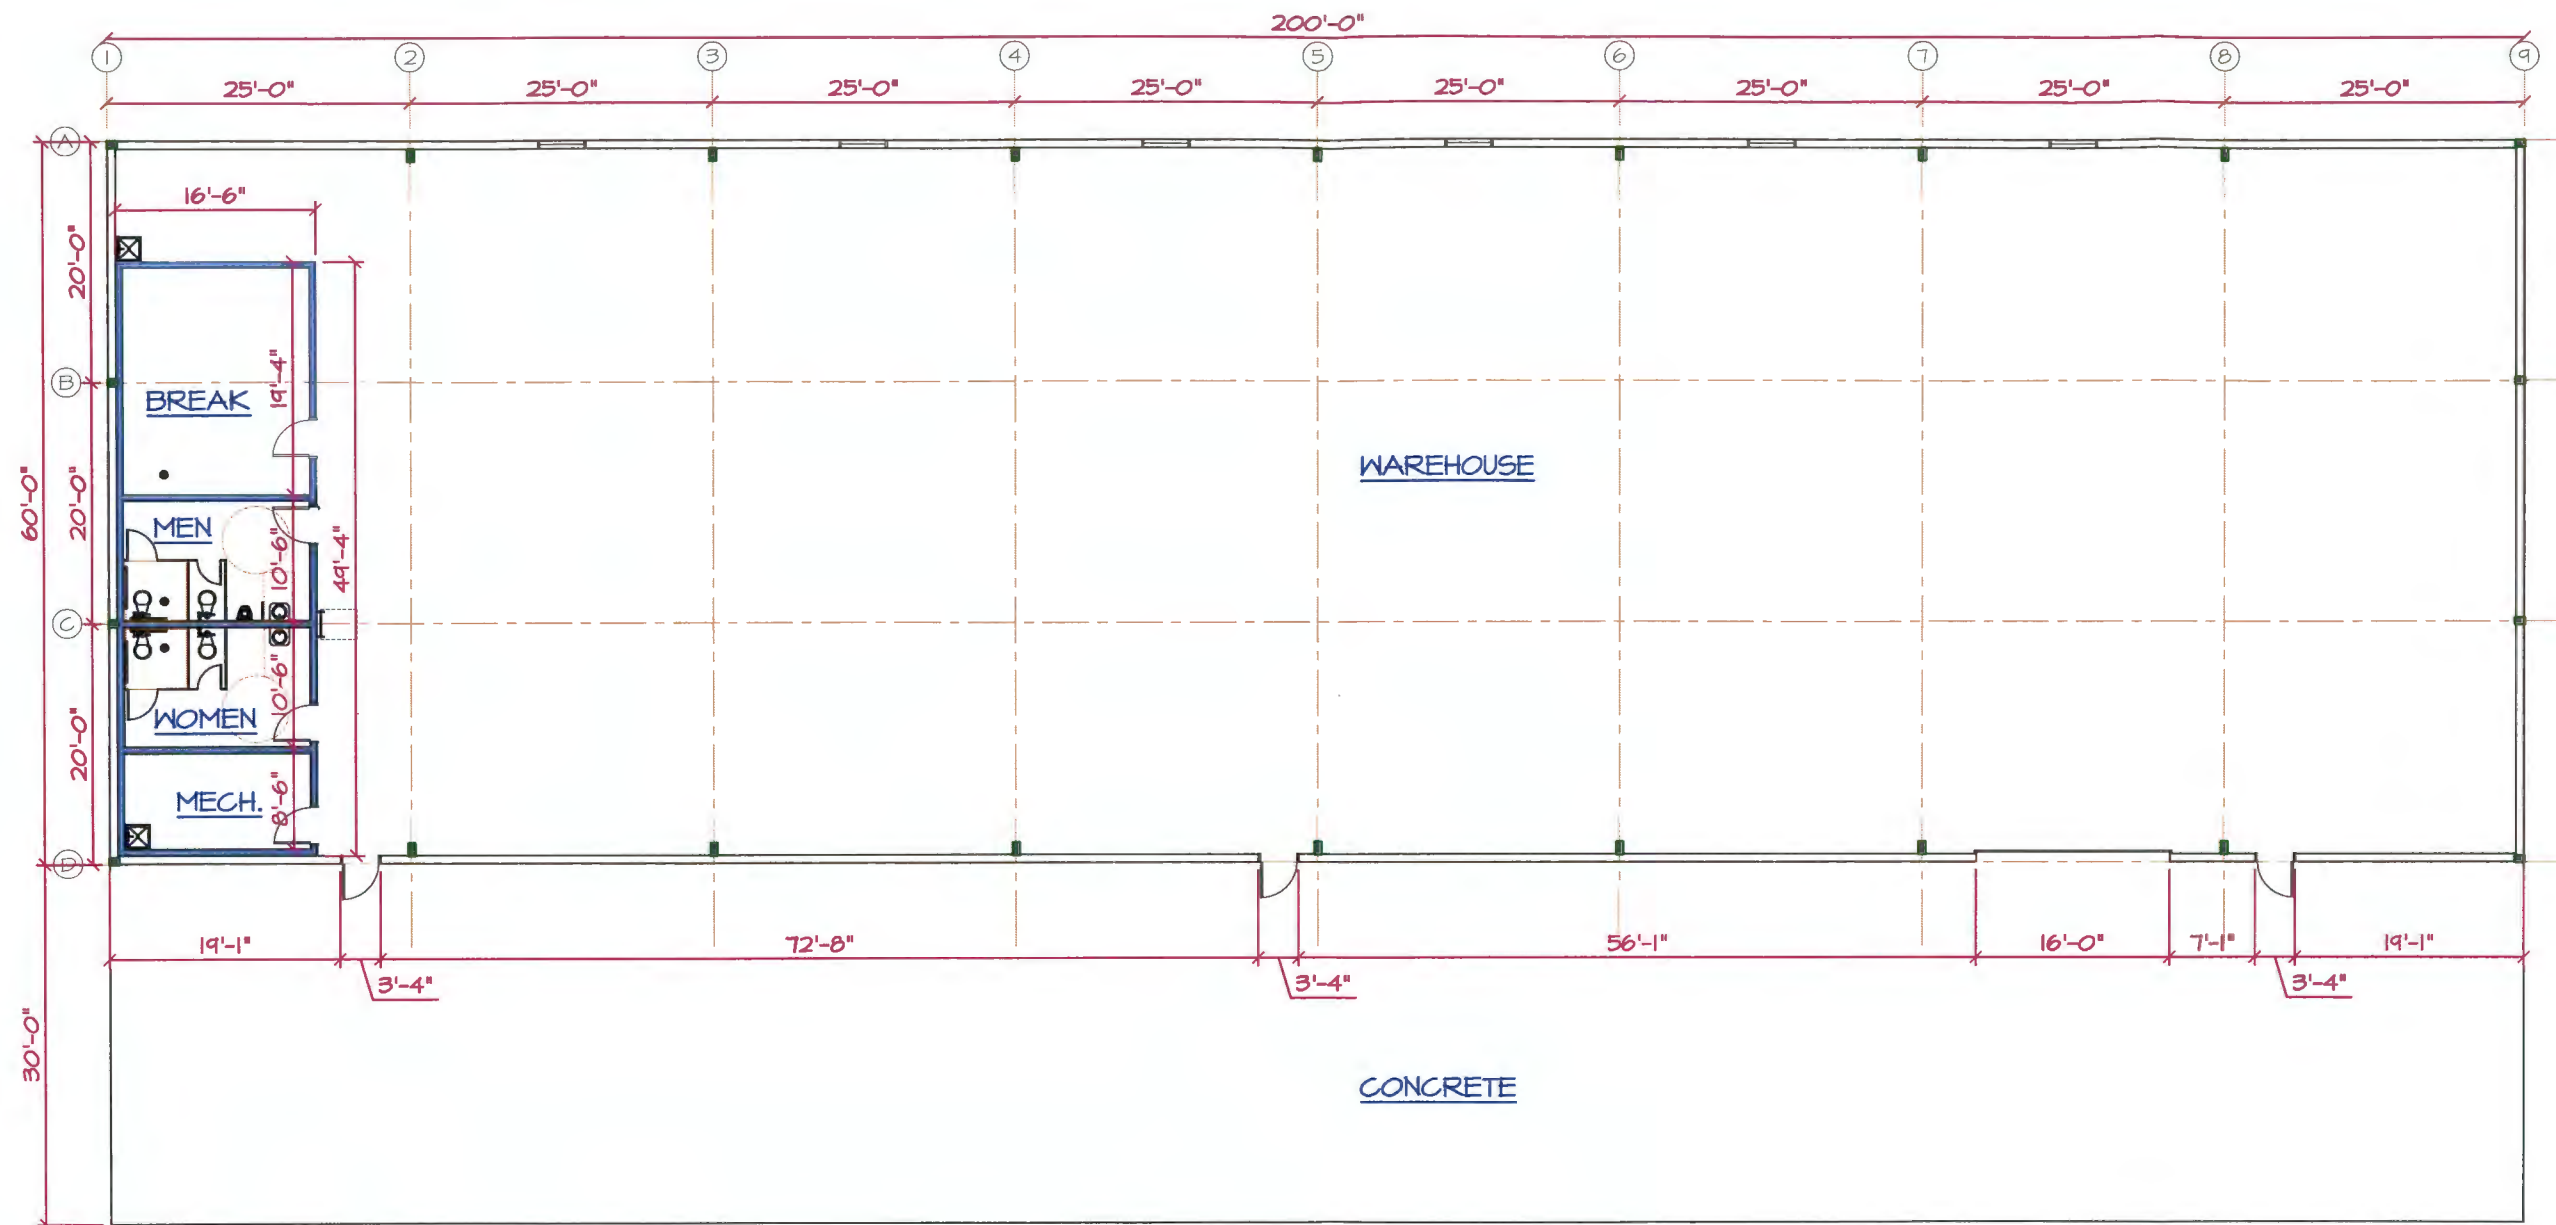 200'-0"
1 2 3 4 5 6 7 8 9
25'-0" 25'-0" 25'-0" 25'-0" 25'-0" 25'-0" 25'-0" 25'-0"
A
16'-6"
20'-0"
B
19'-4"
BREAK
WAREHOUSE
60'-0"
20'-0"
MEN
10'-6"
49'-4"
C
10'-6"
WOMEN
20'-0"
MECH.
8'-6"
D
19'-1" 72'-8" 56'-1" 16'-0" 7'-1" 19'-1"
3'-4" 3'-4" 3'-4"
30'-0"
CONCRETE